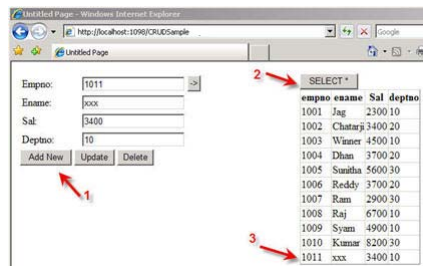 Untitled Page - Windows Internet Explorer
http://localhost:1098/CRUDSample
Google
Untitled Page
Empno: 1011 ->
Ename: xxx
Sal: 3400
Deptno: 10
Add New Update Delete
1
2
SELECT *
empno ename Sal deptno
1001 Jag 2300 10
1002 Chatarji 3400 20
1003 Winner 4500 10
1004 Dhan 3700 20
1005 Sunitha 5600 30
1006 Reddy 3700 20
1007 Ram 2900 30
1008 Raj 6700 10
1009 Syam 4900 10
1010 Kumar 8200 30
3
1011 xxx 3400 10